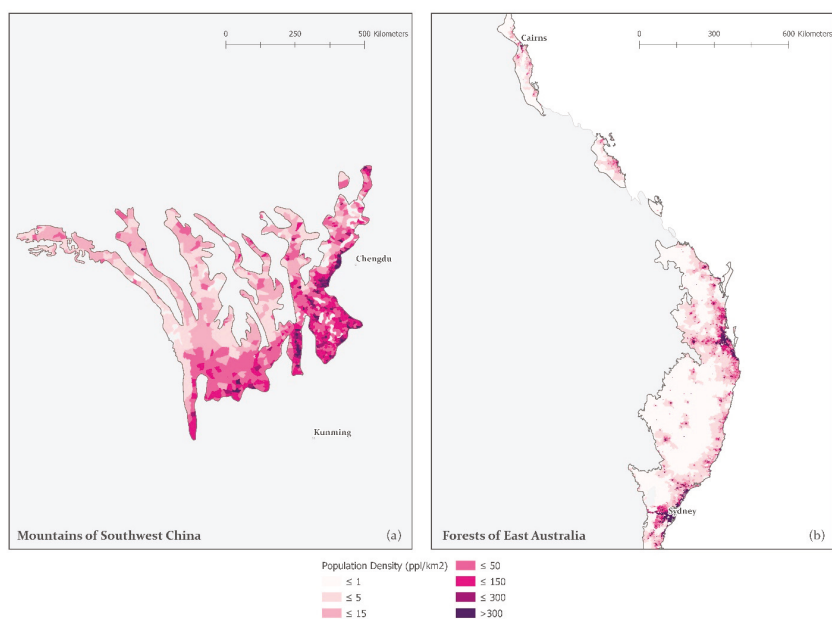 0 250 500 Kilometers
Chengdu
Kunming
Mountains of Southwest China (a)
0 300 600 Kilometers
Cairns
Sydney
Forests of East Australia (b)
Population Density (ppl/km2)
≤ 1
≤ 5
≤ 15
≤ 50
≤ 150
≤ 300
>300